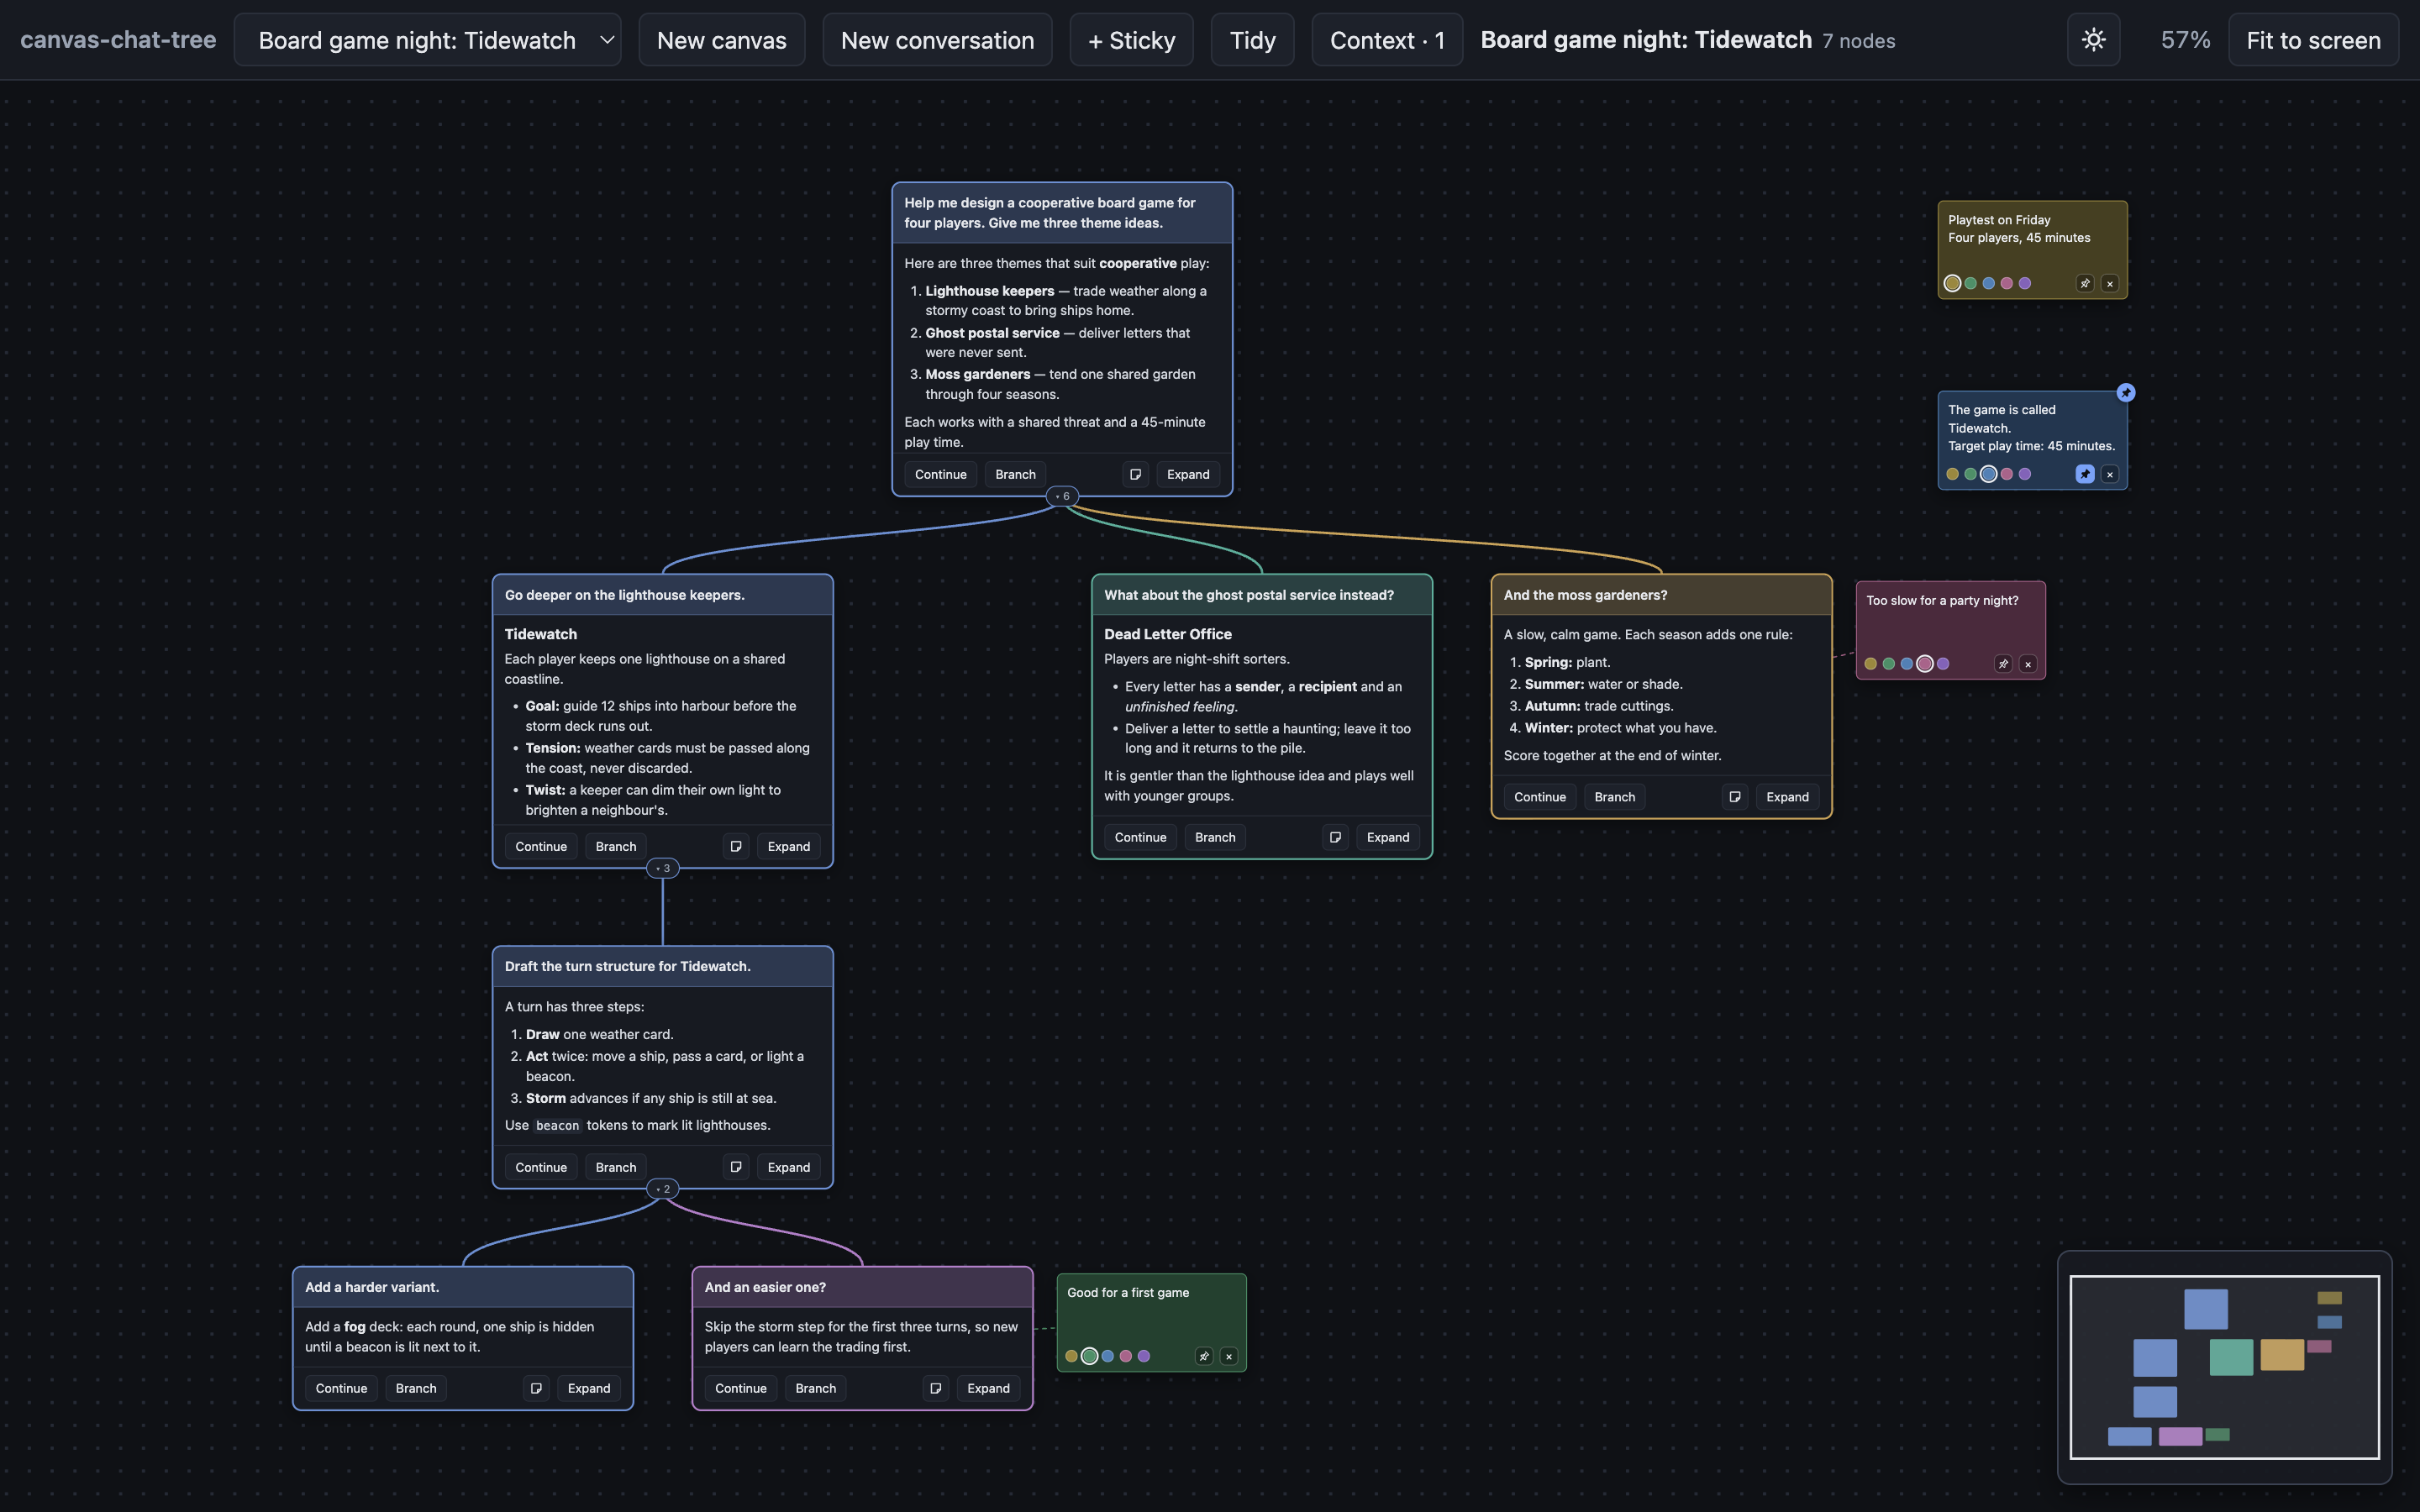 canvas-chat-tree
Board game night: Tidewatch
New canvas
New conversation
+ Sticky
Tidy
Context · 1
Board game night: Tidewatch 7 nodes
57%
Fit to screen
Help me design a cooperative board game for
four players. Give me three theme ideas.
Here are three themes that suit cooperative play:
1. Lighthouse keepers — trade weather along a
stormy coast to bring ships home.
2. Ghost postal service — deliver letters that
were never sent.
3. Moss gardeners — tend one shared garden
through four seasons.
Each works with a shared threat and a 45-minute
play time.
Continue
Branch
Expand
6
Playtest on Friday
Four players, 45 minutes
The game is called
Tidewatch.
Target play time: 45 minutes.
Go deeper on the lighthouse keepers.
Tidewatch
Each player keeps one lighthouse on a shared
coastline.
• Goal: guide 12 ships into harbour before the
storm deck runs out.
• Tension: weather cards must be passed along
the coast, never discarded.
• Twist: a keeper can dim their own light to
brighten a neighbour's.
Continue
Branch
Expand
3
What about the ghost postal service instead?
Dead Letter Office
Players are night-shift sorters.
• Every letter has a sender, a recipient and an
unfinished feeling.
• Deliver a letter to settle a haunting; leave it too
long and it returns to the pile.
It is gentler than the lighthouse idea and plays well
with younger groups.
Continue
Branch
Expand
And the moss gardeners?
A slow, calm game. Each season adds one rule:
1. Spring: plant.
2. Summer: water or shade.
3. Autumn: trade cuttings.
4. Winter: protect what you have.
Score together at the end of winter.
Continue
Branch
Expand
Too slow for a party night?
Draft the turn structure for Tidewatch.
A turn has three steps:
1. Draw one weather card.
2. Act twice: move a ship, pass a card, or light a
beacon.
3. Storm advances if any ship is still at sea.
Use beacon tokens to mark lit lighthouses.
Continue
Branch
Expand
2
Add a harder variant.
Add a fog deck: each round, one ship is hidden
until a beacon is lit next to it.
Continue
Branch
Expand
And an easier one?
Skip the storm step for the first three turns, so new
players can learn the trading first.
Continue
Branch
Expand
Good for a first game